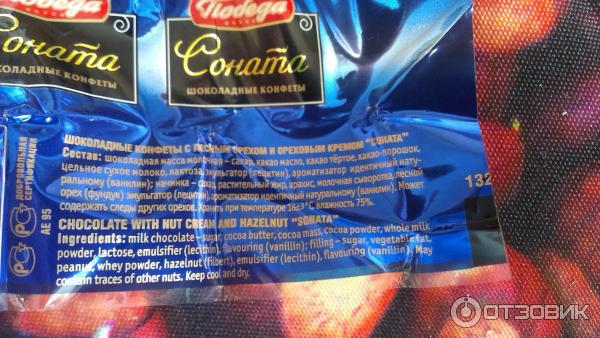 Победа
Победа
Соната
Соната
ШОКОЛАДНЫЕ КОНФЕТЫ
ШОКОЛАДНЫЕ КОНФЕТЫ
ДОБРОВОЛЬНАЯ
СЕРТИФИКАЦИЯ
АЕ 95
ШОКОЛАДНЫЕ КОНФЕТЫ С ЛЕСНЫМ ОРЕХОМ И ОРЕХОВЫМ КРЕМОМ "СОНАТА"
Состав: шоколадная масса молочная – сахар, какао масло, какао тёртое, какао-порошок,
цельное сухое молоко, лактоза, эмульгатор (лецитин), ароматизатор идентичный нату-
ральному (ванилин); начинка – сахар, растительный жир, арахис, молочная сыворотка, лесной
орех (фундук) эмульгатор (лецитин), ароматизатор идентичный натуральному (ванилин). Может
содержать следы других орехов. Хранить при температуре 18±3°С влажность 75%.
CHOCOLATE WITH NUT CREAM AND HAZELNUT "SONATA"
Ingredients: milk chocolate – sugar, cocoa butter, cocoa mass, cocoa powder, whole milk
powder, lactose, emulsifier (lecithin), flavouring (vanillin); filling – sugar, vegetable fat,
peanut, whey powder, hazelnut (filbert), emulsifier (lecithin), flavouring (vanillin). May
contain traces of other nuts. Keep cool and dry.
132
ОТЗОВИК